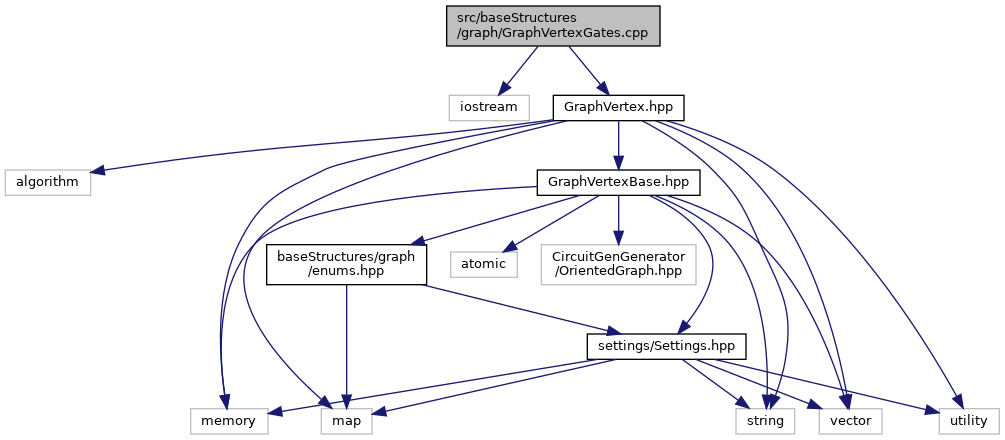 src/baseStructures
/graph/GraphVertexGates.cpp
iostream
GraphVertex.hpp
algorithm
GraphVertexBase.hpp
baseStructures/graph
/enums.hpp
atomic
CircuitGenGenerator
/OrientedGraph.hpp
settings/Settings.hpp
memory
map
string
vector
utility